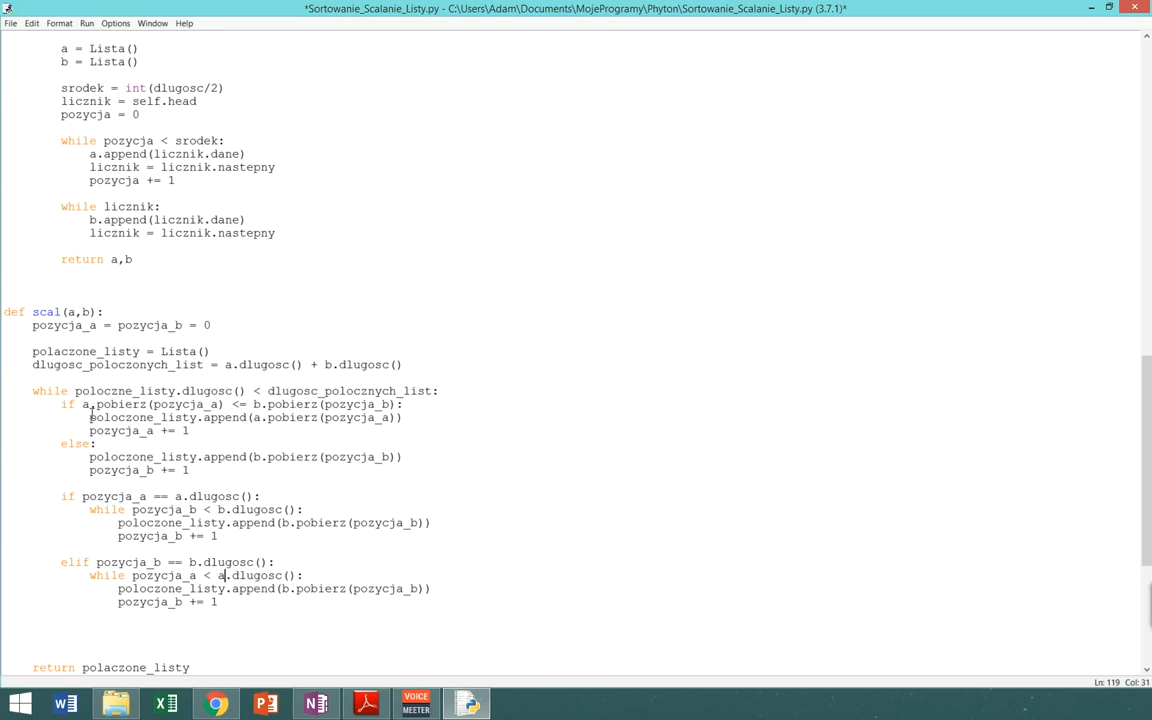 *Sortowanie_Scalanie_Listy.py - C:\Users\Adam\Documents\MojeProgramy\Phyton\Sortowanie_Scalanie_Listy.py (3.7.1)*
File Edit Format Run Options Window Help
a = Lista()
b = Lista()
srodek = int(dlugosc/2)
licznik = self.head
pozycja = 0
while pozycja < srodek:
a.append(licznik.dane)
licznik = licznik.nastepny
pozycja += 1
while licznik:
b.append(licznik.dane)
licznik = licznik.nastepny
return a,b
def scal(a,b):
pozycja_a = pozycja_b = 0
polaczone_listy = Lista()
dlugosc_poloczonych_list = a.dlugosc() + b.dlugosc()
while poloczne_listy.dlugosc() < dlugosc_polocznych_list:
if a.pobierz(pozycja_a) <= b.pobierz(pozycja_b):
poloczone_listy.append(a.pobierz(pozycja_a))
pozycja_a += 1
else:
poloczone_listy.append(b.pobierz(pozycja_b))
pozycja_b += 1
if pozycja_a == a.dlugosc():
while pozycja_b < b.dlugosc():
poloczone_listy.append(b.pobierz(pozycja_b))
pozycja_b += 1
elif pozycja_b == b.dlugosc():
while pozycja_a < a.dlugosc():
poloczone_listy.append(b.pobierz(pozycja_b))
pozycja_b += 1
return polaczone_listy
Ln: 119 Col: 31
VOICE
MEETER